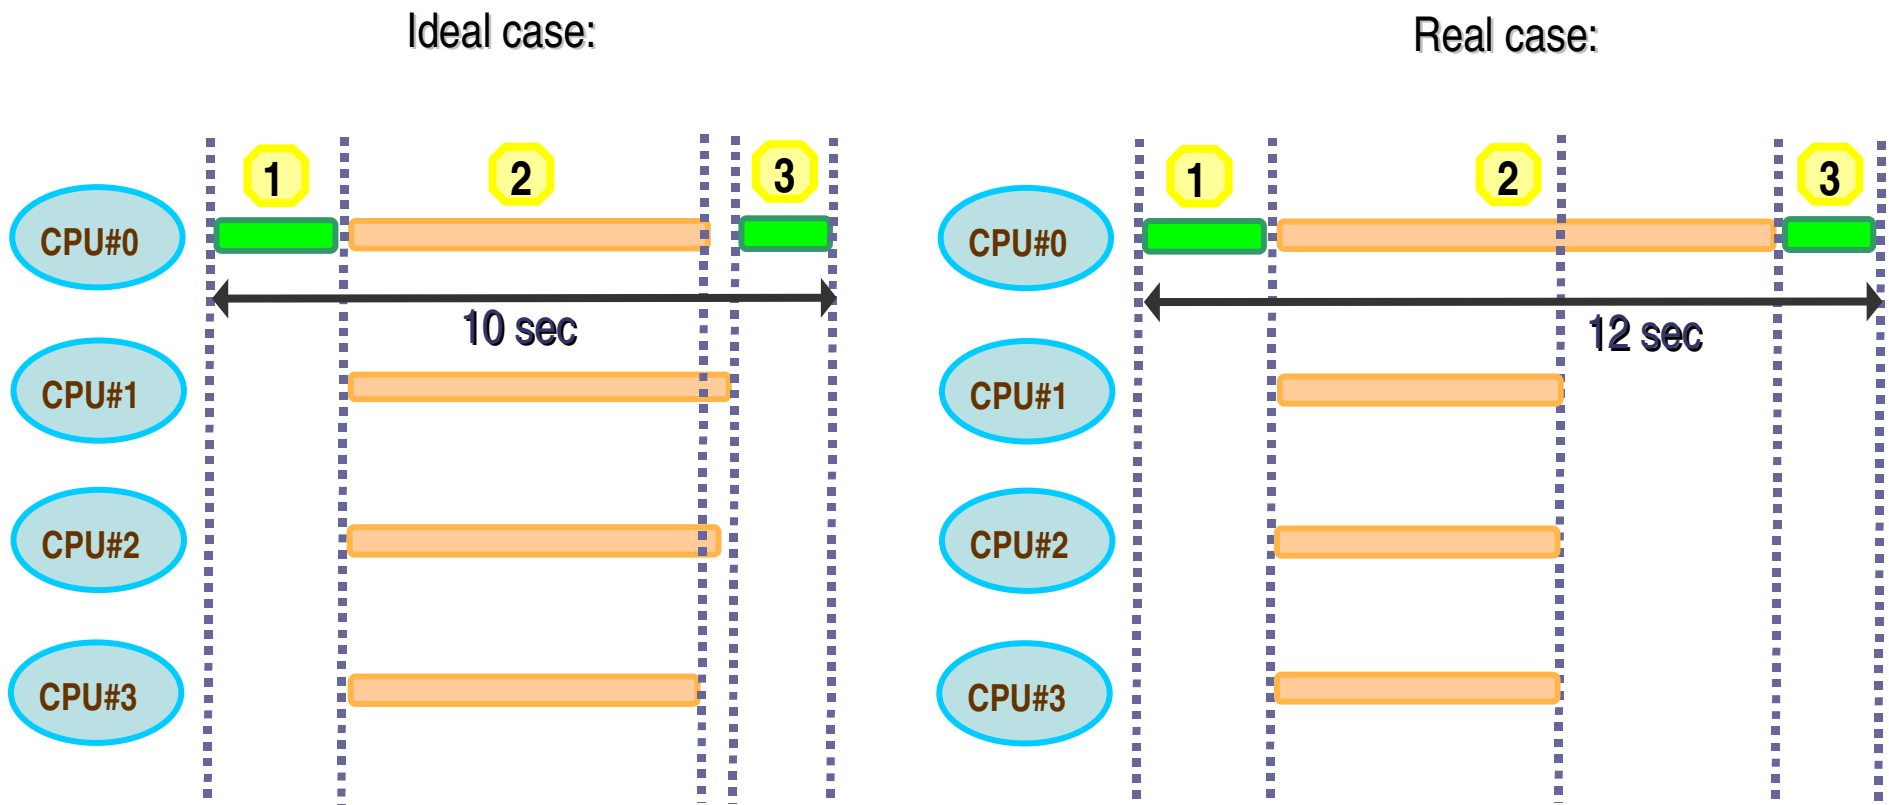 Ideal case:
1
2
3
CPU#0
10 sec
CPU#1
CPU#2
CPU#3
Real case:
1
2
3
CPU#0
12 sec
CPU#1
CPU#2
CPU#3